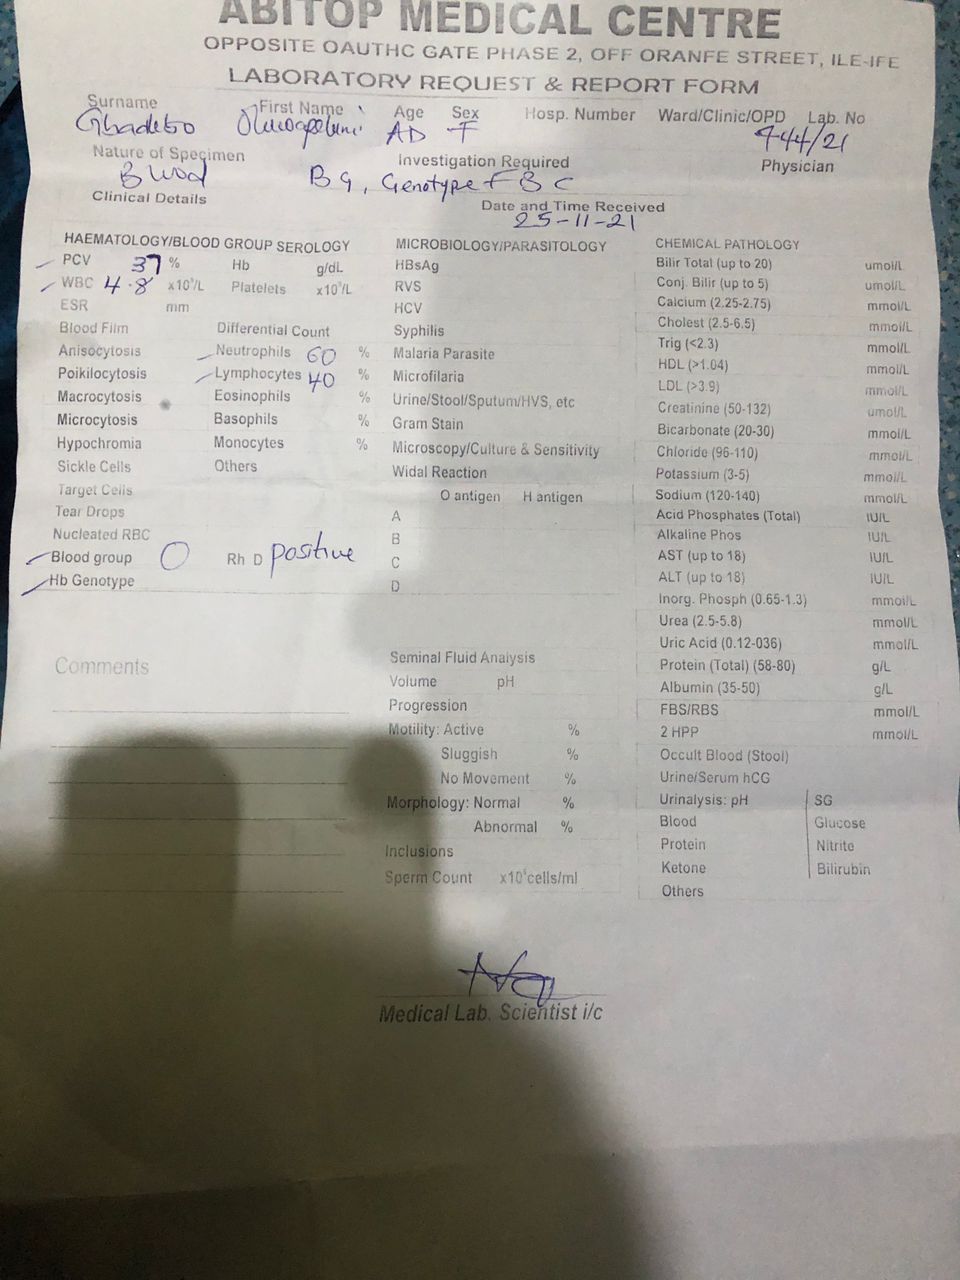 ABITOP MEDICAL CENTRE
OPPOSITE OAUTHC GATE PHASE 2, OFF ORANFE STREET, ILE-IFE
LABORATORY REQUEST & REPORT FORM
Surname First Name Age Sex Hosp. Number Ward/Clinic/OPD Lab. No
Gbadebo AD F 744/21
Nature of Specimen Investigation Required Physician
Blood BG, Genotype FBC
Clinical Details Date and Time Received
25-11-21
HAEMATOLOGY/BLOOD GROUP SEROLOGY
PCV 37 % Hb g/dL
WBC 4.8 x10⁹/L Platelets x10⁹/L
ESR mm
Blood Film Differential Count
Anisocytosis Neutrophils 60 %
Poikilocytosis Lymphocytes 40 %
Macrocytosis Eosinophils %
Microcytosis Basophils %
Hypochromia Monocytes %
Sickle Cells Others
Target Cells
Tear Drops
Nucleated RBC
Blood group O Rh D positive
Hb Genotype
Comments
MICROBIOLOGY/PARASITOLOGY
HBsAg
RVS
HCV
Syphilis
Malaria Parasite
Microfilaria
Urine/Stool/Sputum/HVS, etc
Gram Stain
Microscopy/Culture & Sensitivity
Widal Reaction
O antigen H antigen
A
B
C
D
Seminal Fluid Analysis
Volume pH
Progression
Motility: Active %
Sluggish %
No Movement %
Morphology: Normal %
Abnormal %
Inclusions
Sperm Count x10⁶cells/ml
CHEMICAL PATHOLOGY
Bilir Total (up to 20) umol/L
Conj. Bilir (up to 5) umol/L
Calcium (2.25-2.75) mmol/L
Cholest (2.5-6.5) mmol/L
Trig (<2.3) mmol/L
HDL (>1.04) mmol/L
LDL (>3.9) mmol/L
Creatinine (50-132) umol/L
Bicarbonate (20-30) mmol/L
Chloride (96-110) mmol/L
Potassium (3-5) mmol/L
Sodium (120-140) mmol/L
Acid Phosphates (Total) IU/L
Alkaline Phos IU/L
AST (up to 18) IU/L
ALT (up to 18) IU/L
Inorg. Phosph (0.65-1.3) mmol/L
Urea (2.5-5.8) mmol/L
Uric Acid (0.12-036) mmol/L
Protein (Total) (58-80) g/L
Albumin (35-50) g/L
FBS/RBS mmol/L
2 HPP mmol/L
Occult Blood (Stool)
Urine/Serum hCG
Urinalysis: pH SG
Blood Glucose
Protein Nitrite
Ketone Bilirubin
Others
Medical Lab. Scientist i/c